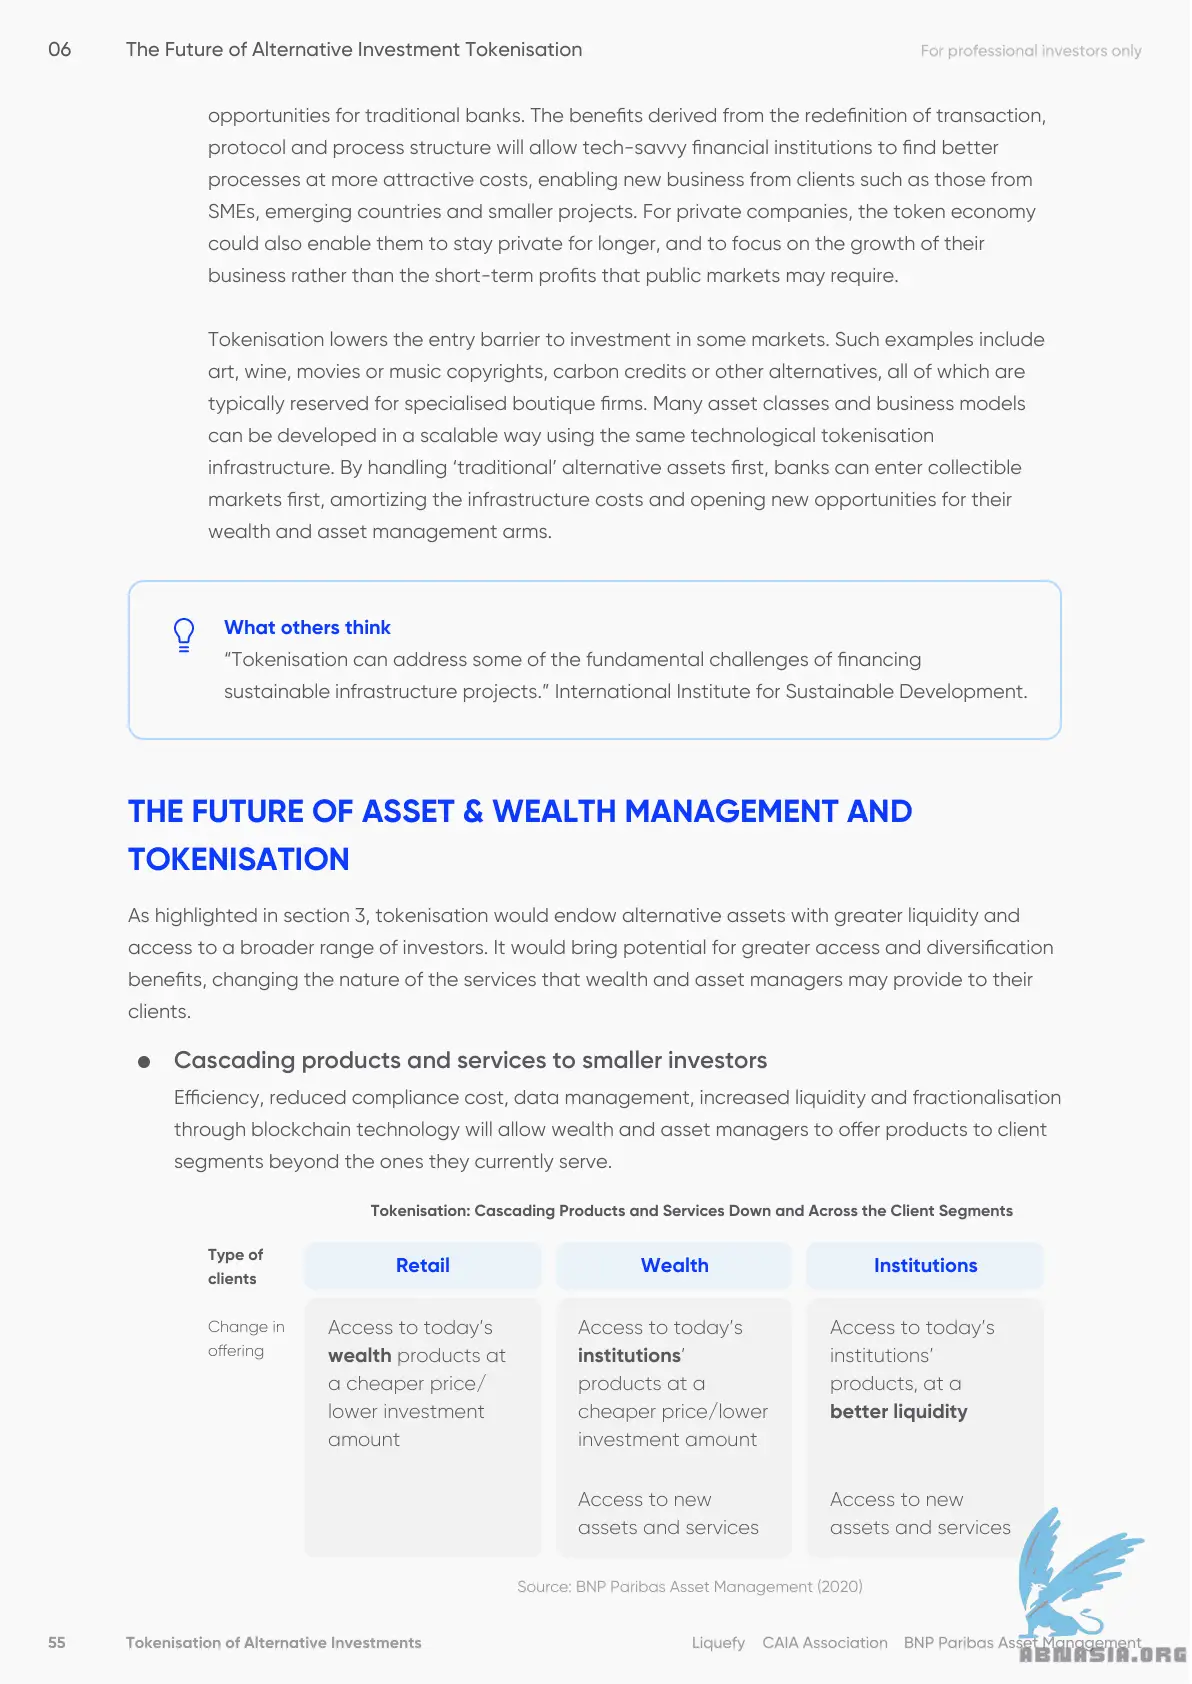 06 The Future of Alternative Investment Tokenisation For professional investors only
opportunities for traditional banks. The benefits derived from the redefinition of transaction,
protocol and process structure will allow tech-savvy financial institutions to find better
processes at more attractive costs, enabling new business from clients such as those from
SMEs, emerging countries and smaller projects. For private companies, the token economy
could also enable them to stay private for longer, and to focus on the growth of their
business rather than the short-term profits that public markets may require.
Tokenisation lowers the entry barrier to investment in some markets. Such examples include
art, wine, movies or music copyrights, carbon credits or other alternatives, all of which are
typically reserved for specialised boutique firms. Many asset classes and business models
can be developed in a scalable way using the same technological tokenisation
infrastructure. By handling ‘traditional’ alternative assets first, banks can enter collectible
markets first, amortizing the infrastructure costs and opening new opportunities for their
wealth and asset management arms.
What others think
“Tokenisation can address some of the fundamental challenges of financing
sustainable infrastructure projects.” International Institute for Sustainable Development.
THE FUTURE OF ASSET & WEALTH MANAGEMENT AND
TOKENISATION
As highlighted in section 3, tokenisation would endow alternative assets with greater liquidity and
access to a broader range of investors. It would bring potential for greater access and diversification
benefits, changing the nature of the services that wealth and asset managers may provide to their
clients.
● Cascading products and services to smaller investors
Efficiency, reduced compliance cost, data management, increased liquidity and fractionalisation
through blockchain technology will allow wealth and asset managers to offer products to client
segments beyond the ones they currently serve.
Tokenisation: Cascading Products and Services Down and Across the Client Segments
Type of
clients
Retail
Wealth
Institutions
Change in
offering
Access to today’s
wealth products at
a cheaper price/
lower investment
amount
Access to today’s
institutions’
products at a
cheaper price/lower
investment amount
Access to new
assets and services
Access to today’s
institutions’
products, at a
better liquidity
Access to new
assets and services
Source: BNP Paribas Asset Management (2020)
55 Tokenisation of Alternative Investments Liquefy CAIA Association BNP Paribas Asset Management
ABNASIA.ORG